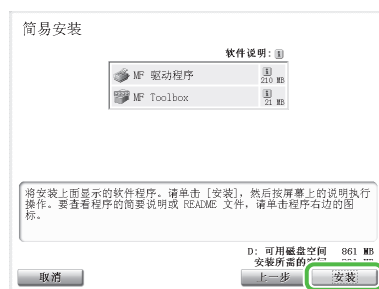 简易安装
软件说明:
MF 驱动程序
210 MB
MF Toolbox
21 MB
将安装上面显示的软件程序。请单击 [安装]，然后按屏幕上的说明执行
操作。要查看程序的简要说明或 README 文件，请单击程序右边的图
标。
D: 可用磁盘空间 861 MB
安装所需的空间
取消
上一步
安装